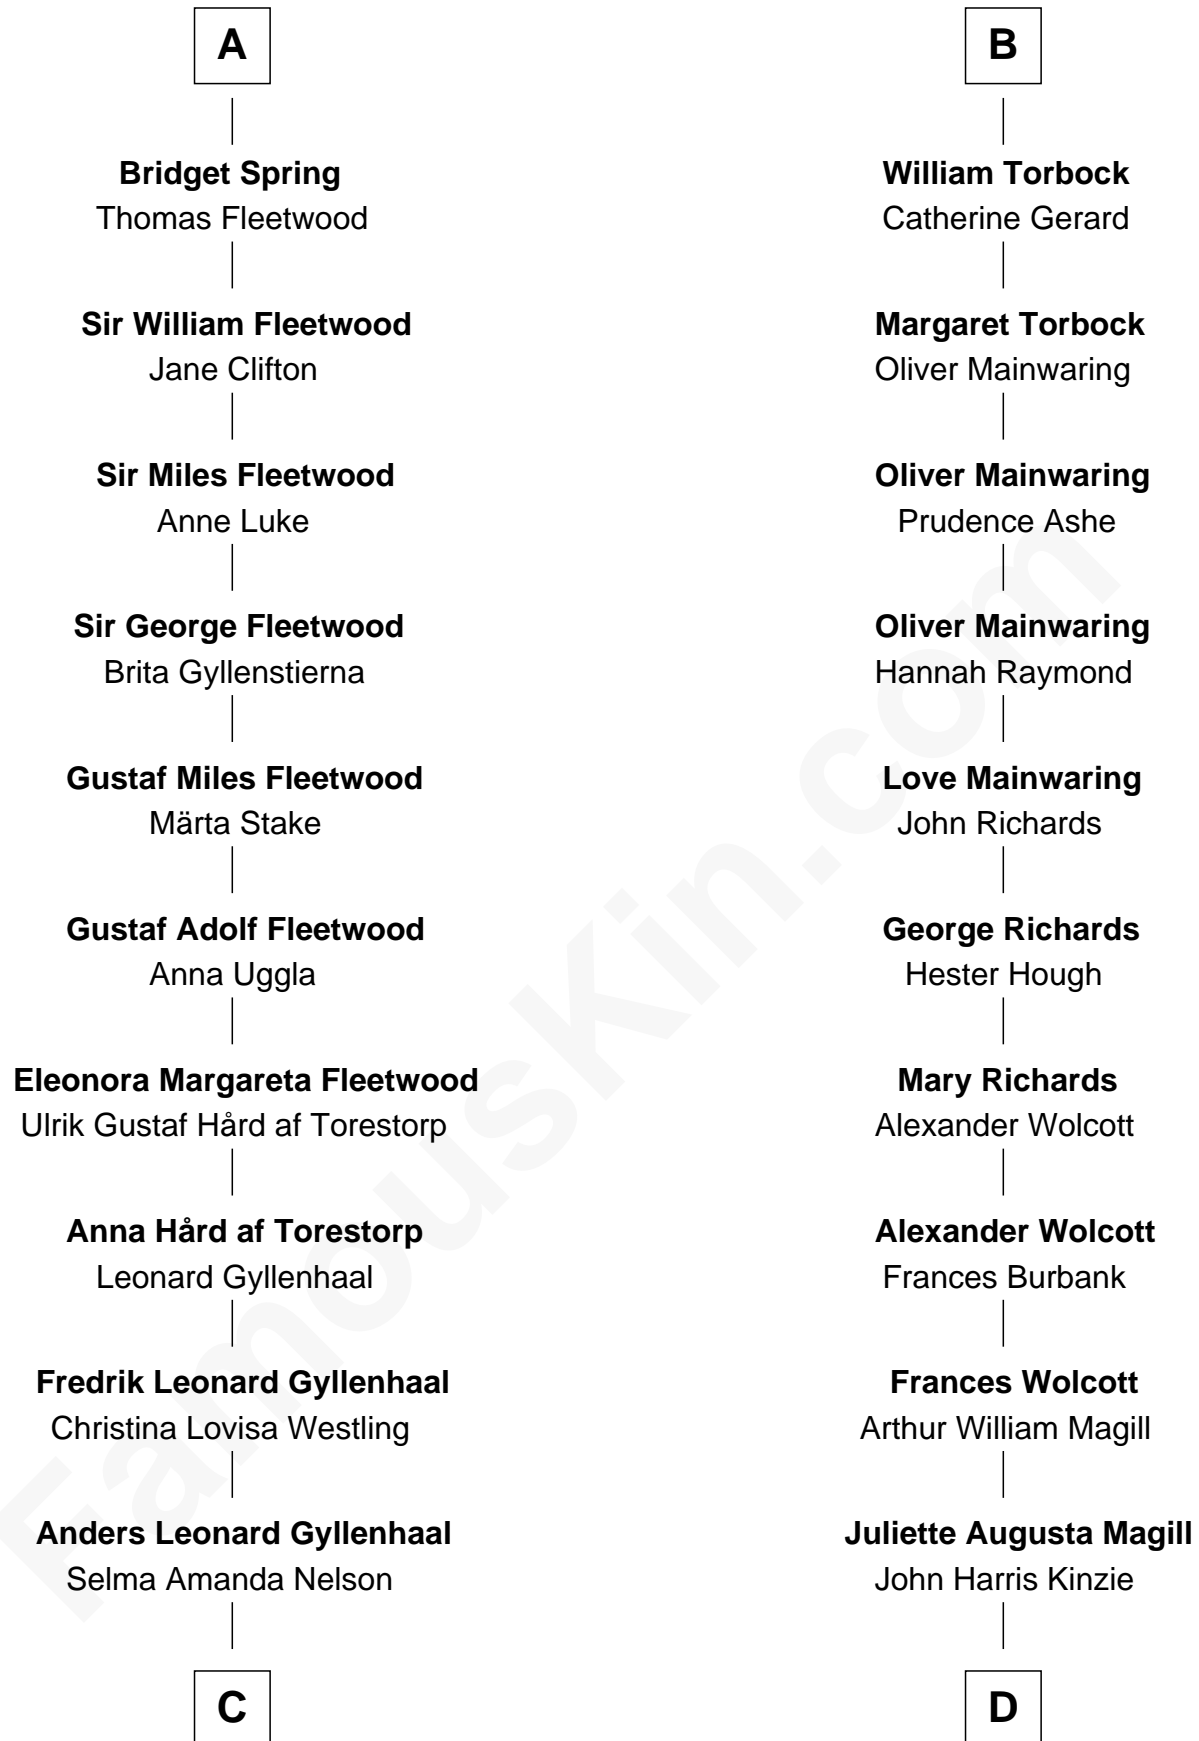 A
Bridget Spring
Thomas Fleetwood
Sir William Fleetwood
Jane Clifton
Sir Miles Fleetwood
Anne Luke
Sir George Fleetwood
Brita Gyllenstierna
Gustaf Miles Fleetwood
Märta Stake
Gustaf Adolf Fleetwood
Anna Uggla
Eleonora Margareta Fleetwood
Ulrik Gustaf Hård af Torestorp
Anna Hård af Torestorp
Leonard Gyllenhaal
Fredrik Leonard Gyllenhaal
Christina Lovisa Westling
Anders Leonard Gyllenhaal
Selma Amanda Nelson
C
B
William Torbock
Catherine Gerard
Margaret Torbock
Oliver Mainwaring
Oliver Mainwaring
Prudence Ashe
Oliver Mainwaring
Hannah Raymond
Love Mainwaring
John Richards
George Richards
Hester Hough
Mary Richards
Alexander Wolcott
Alexander Wolcott
Frances Burbank
Frances Wolcott
Arthur William Magill
Juliette Augusta Magill
John Harris Kinzie
D
FamousKin.com